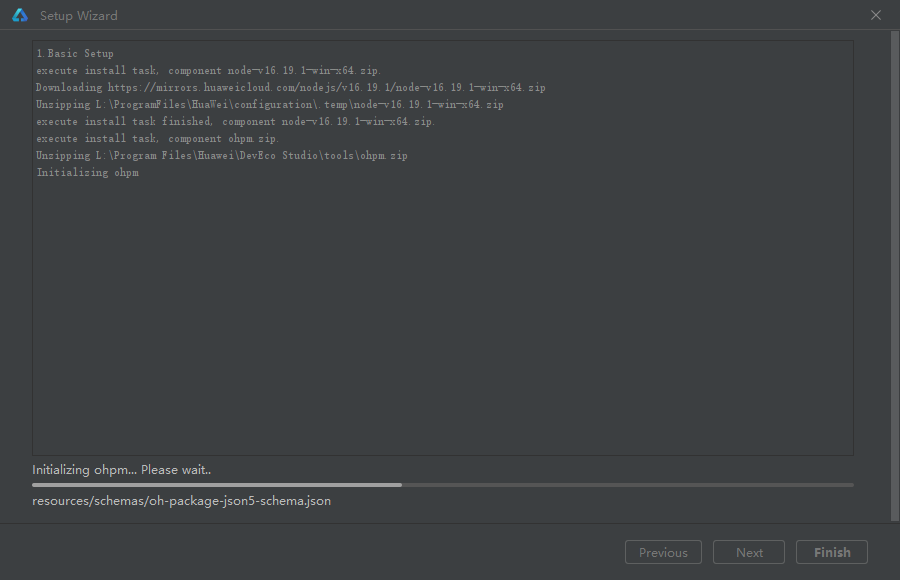 Setup Wizard
1.Basic Setup
execute install task, component node-v16.19.1-win-x64.zip.
Downloading https://mirrors.huaweicloud.com/nodejs/v16.19.1/node-v16.19.1-win-x64.zip
Unzipping L:\ProgramFiles\HuaWei\configuration\.temp\node-v16.19.1-win-x64.zip
execute install task finished, component node-v16.19.1-win-x64.zip.
execute install task, component ohpm.zip.
Unzipping L:\Program Files\Huawei\DevEco Studio\tools\ohpm.zip
Initializing ohpm
Initializing ohpm... Please wait..
resources/schemas/oh-package-json5-schema.json
Previous Next Finish